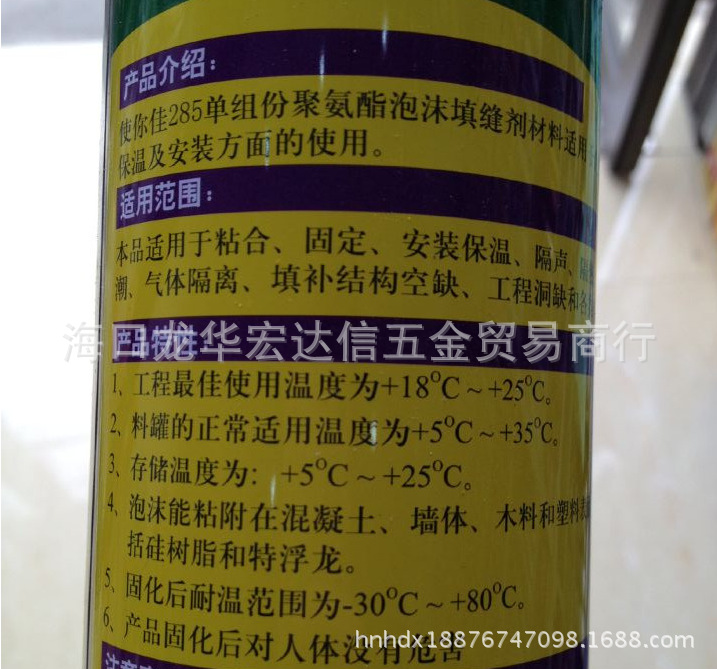 产品介绍：
使你佳285单组份聚氨酯泡沫填缝剂材料适用
保温及安装方面的使用。
适用范围：
本品适用于粘合、固定、安装保温、隔声、隔
潮、气体隔离、填补结构空缺、工程洞缺和各
产品特性
海口龙华宏达信五金贸易商行
1、工程最佳使用温度为+18°C～+25°C。
2、料罐的正常适用温度为+5°C～+35°C。
3、存储温度为：+5°C～+25°C。
4、泡沫能粘附在混凝土、墙体、木料和塑料表
括硅树脂和特浮龙。
5、固化后耐温范围为-30°C～+80°C。
6、产品固化后对人体没有危害
hnhdx18876747098.1688.com
注意